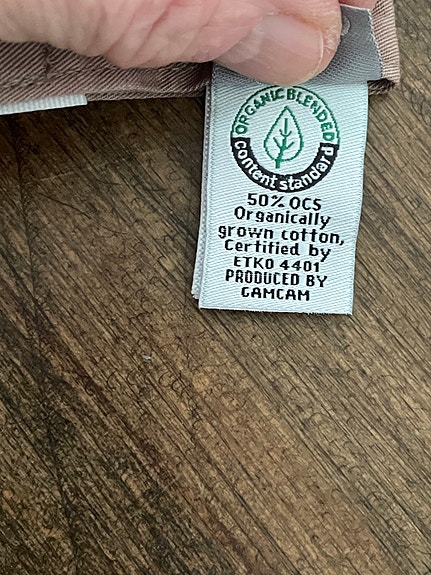 ORGANIC BLENDED
content standard
50% OCS
Organically
grown cotton,
Certified by
ETKO 4401
PRODUCED BY
GAMCAM